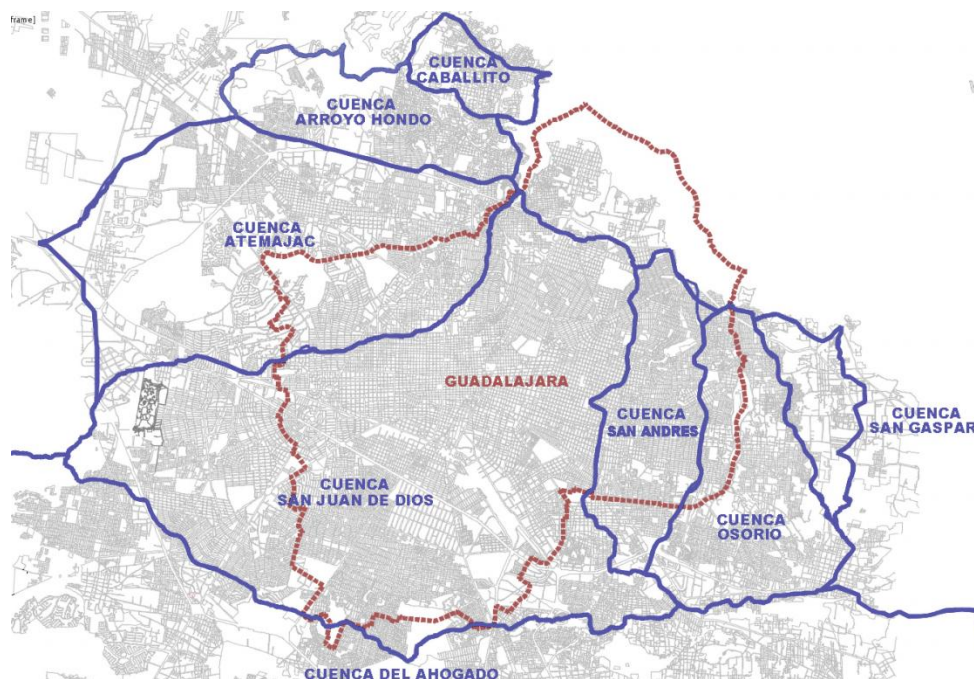 frame]
CUENCA
CABALLITO
CUENCA
ARROYO HONDO
CUENCA
ATEMAJAC
GUADALAJARA
CUENCA
SAN ANDRES
CUENCA
SAN GASPAR
CUENCA
SAN JUAN DE DIOS
CUENCA
OSORIO
CUENCA DEL AHOGADO